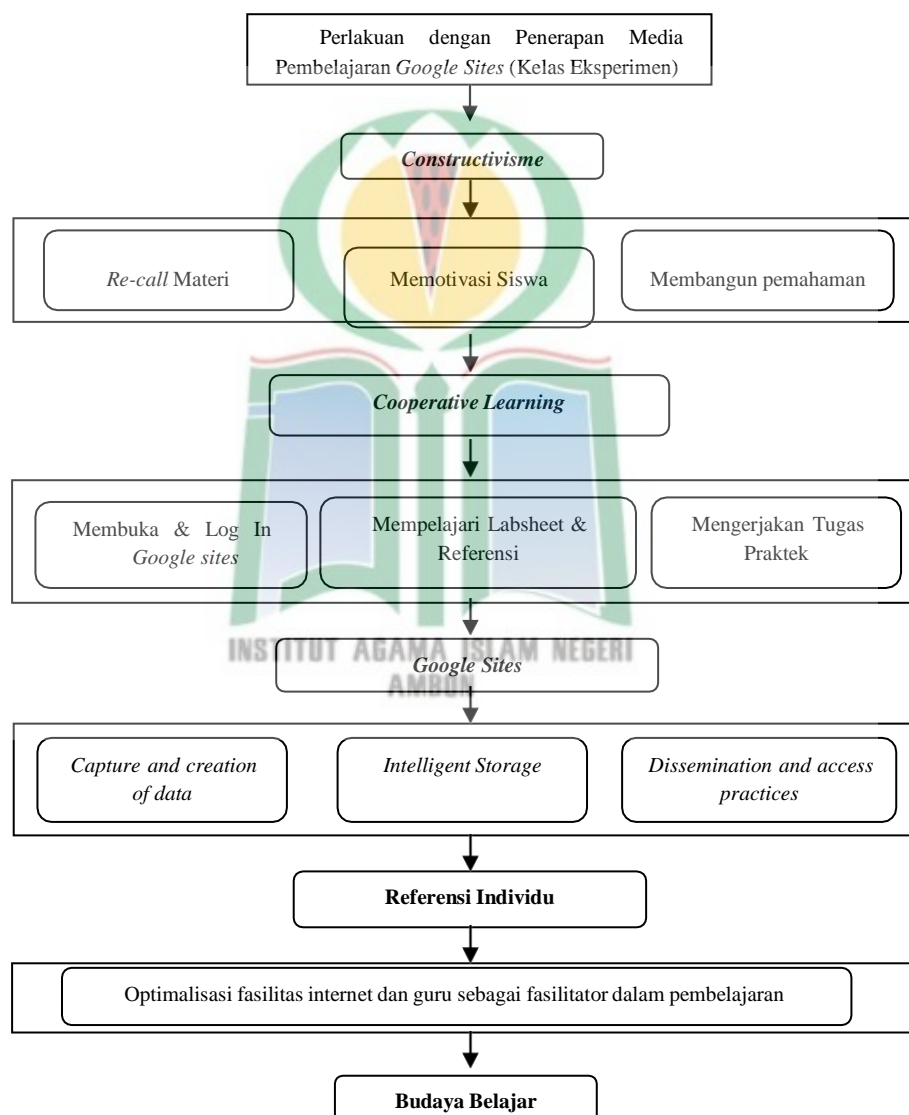 Perlakuan dengan Penerapan Media
Pembelajaran Google Sites (Kelas Eksperimen)
Constructivisme
Re-call Materi
Memotivasi Siswa
Membangun pemahaman
Cooperative Learning
Membuka & Log In
Google sites
Mempelajari Labsheet &
Referensi
Mengerjakan Tugas
Praktek
INSTITUT AGAMA ISLAM NEGERI
AMBON
Google Sites
Capture and creation
of data
Intelligent Storage
Dissemination and access
practices
Referensi Individu
Optimalisasi fasilitas internet dan guru sebagai fasilitator dalam pembelajaran
Budaya Belajar